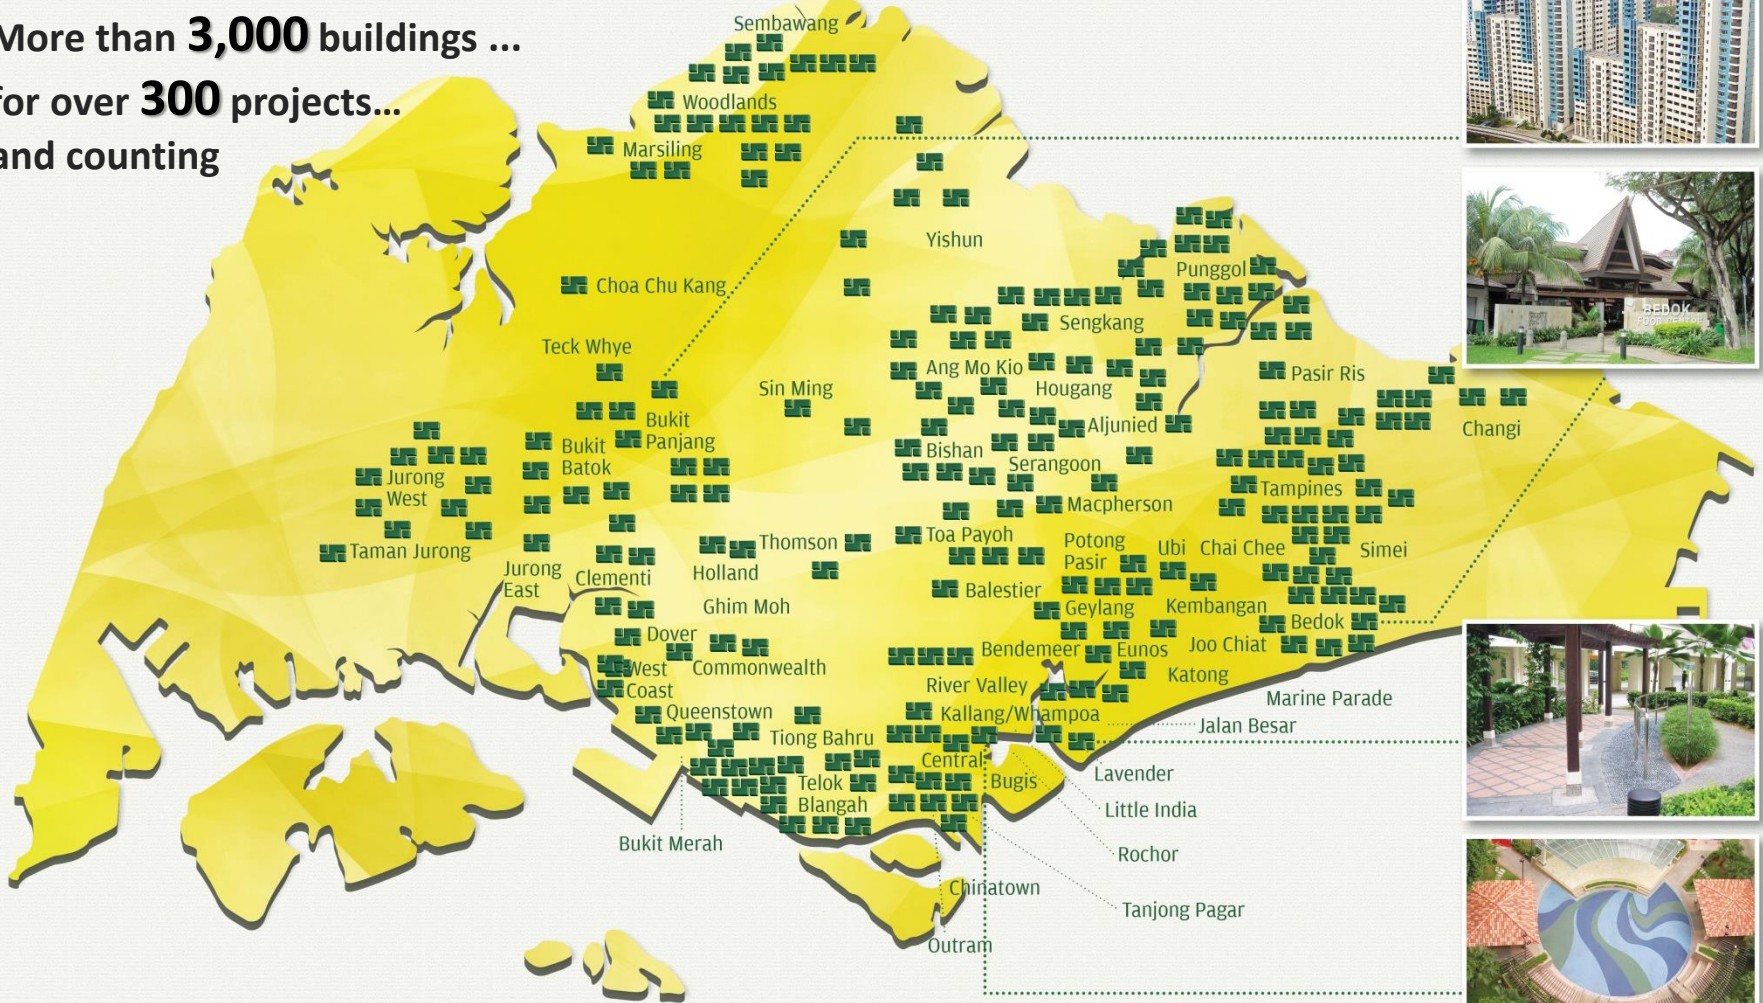 More than 3,000 buildings ...
for over 300 projects...
and counting
Sembawang
Woodlands
Marsiling
Yishun
Choa Chu Kang
Punggol
Sengkang
Teck Whye
Ang Mo Kio
Pasir Ris
Sin Ming
Hougang
Bukit
Panjang
Aljunied
Changi
Bukit
Batok
Bishan
Serangoon
Jurong
West
Tampines
Macpherson
Taman Jurong
Thomson
Toa Payoh
Potong
Pasir
Ubi
Chai Chee
Simei
Jurong
East
Clementi
Holland
Balestier
Ghim Moh
Geylang
Kembangan
Bedok
Dover
Bendemeer
Eunos
Joo Chiat
West
Coast
Commonwealth
Katong
River Valley
Marine Parade
Queenstown
Kallang/Whampoa
Jalan Besar
Tiong Bahru
Central
Lavender
Telok
Blangah
Bugis
Little India
Bukit Merah
Rochor
Chinatown
Tanjong Pagar
Outram
BEDOK
FOOD CENTRE